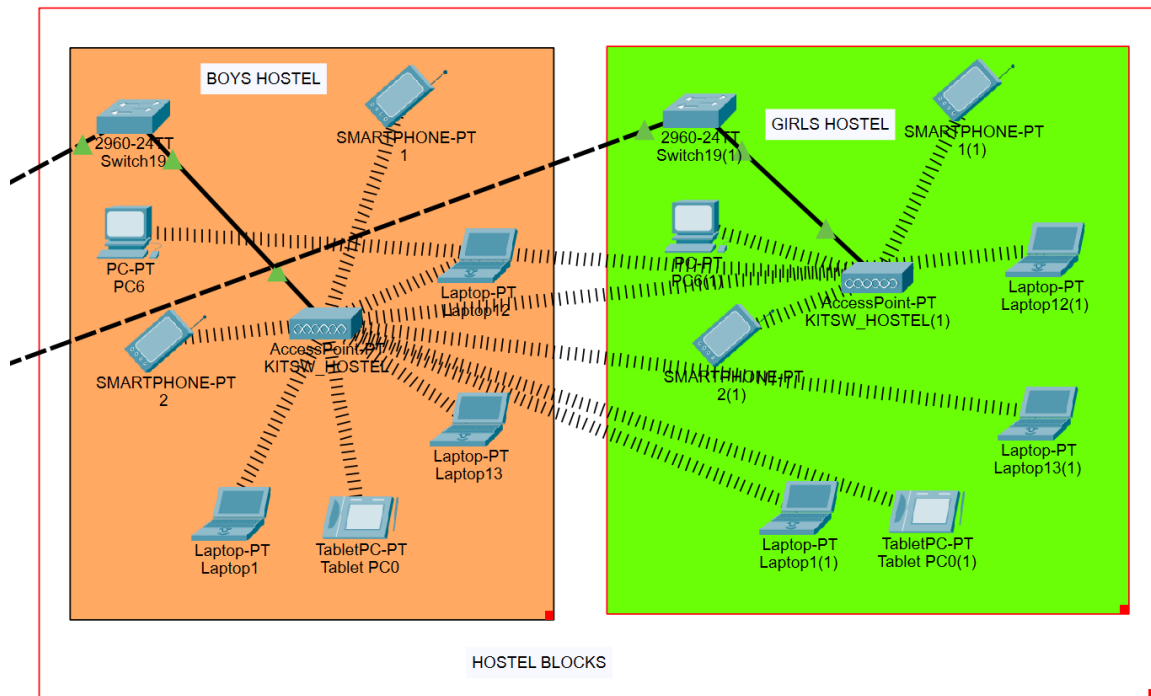 BOYS HOSTEL
2960-24TT
Switch19
SMARTPHONE-PT
1
PC-PT
PC6
Laptop-PT
Laptop12
SMARTPHONE-PT
2
AccessPoint-PT
KITSW_HOSTEL
Laptop-PT
Laptop13
Laptop-PT
Laptop1
TabletPC-PT
Tablet PC0
GIRLS HOSTEL
2960-24TT
Switch19(1)
SMARTPHONE-PT
1(1)
PC-PT
PC6(1)
Laptop-PT
Laptop12(1)
AccessPoint-PT
KITSW_HOSTEL(1)
SMARTPHONE-PT
2(1)
Laptop-PT
Laptop13(1)
Laptop-PT
Laptop1(1)
TabletPC-PT
Tablet PC0(1)
HOSTEL BLOCKS